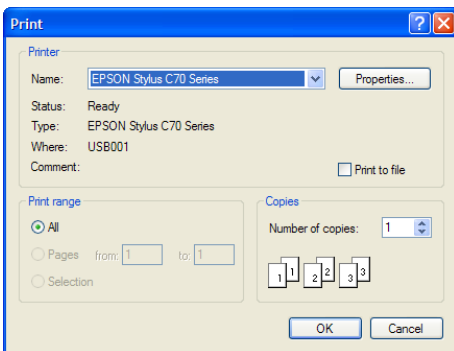 Print
Printer
Name: EPSON Stylus C70 Series Properties...
Status: Ready
Type: EPSON Stylus C70 Series
Where: USB001
Comment: Print to file
Print range
All
Pages from: 1 to: 1
Selection
Copies
Number of copies: 1
1 1 2 2 3 3
OK Cancel